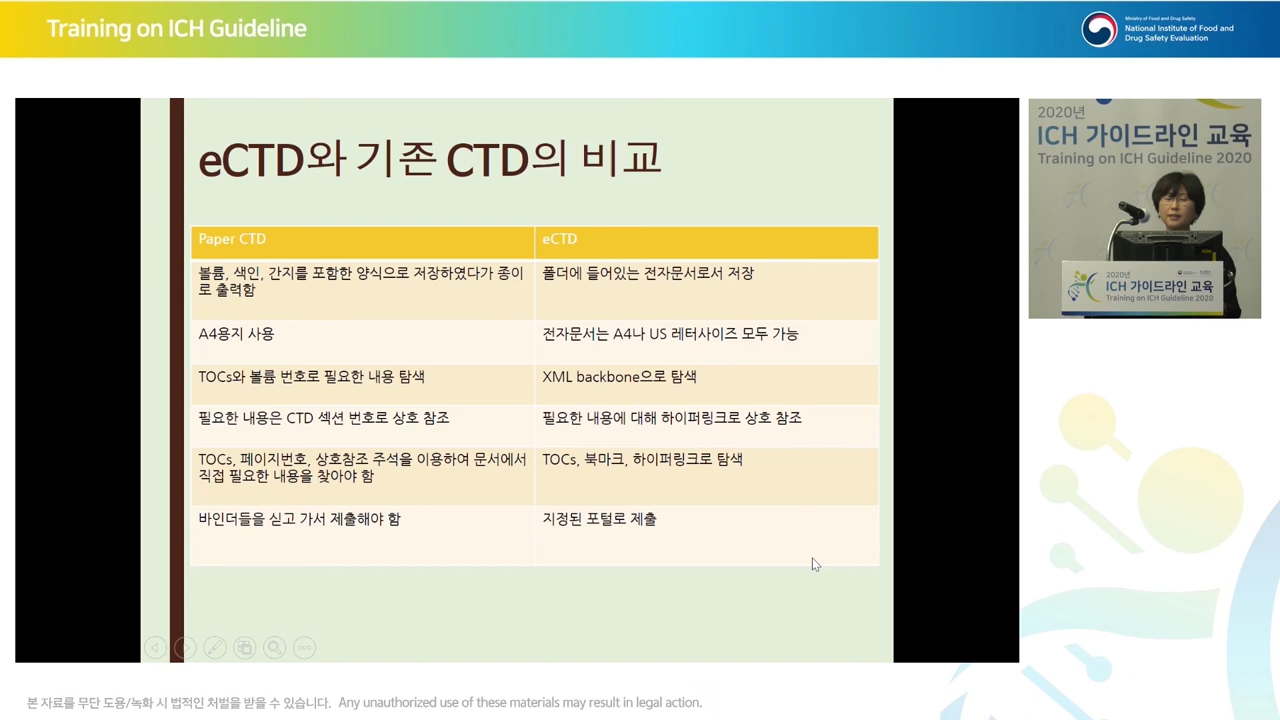 Training on ICH Guideline
Ministry of Food and Drug Safety
National Institute of Food and
Drug Safety Evaluation
eCTD와 기존 CTD의 비교
Paper CTD
eCTD
볼륨, 색인, 간지를 포함한 양식으로 저장하였다가 종이
로 출력함
폴더에 들어있는 전자문서로서 저장
A4용지 사용
전자문서는 A4나 US 레터사이즈 모두 가능
TOCs와 볼륨 번호로 필요한 내용 탐색
XML backbone으로 탐색
필요한 내용은 CTD 섹션 번호로 상호 참조
필요한 내용에 대해 하이퍼링크로 상호 참조
TOCs, 페이지번호, 상호참조 주석을 이용하여 문서에서
직접 필요한 내용을 찾아야 함
TOCs, 북마크, 하이퍼링크로 탐색
바인더들을 싣고 가서 제출해야 함
지정된 포털로 제출
2020년
ICH 가이드라인 교육
Training on ICH Guideline 2020
2020년
ICH 가이드라인 교육
Training on ICH Guideline 2020
본 자료를 무단 도용/녹화 시 법적인 처벌을 받을 수 있습니다. Any unauthorized use of these materials may result in legal action.